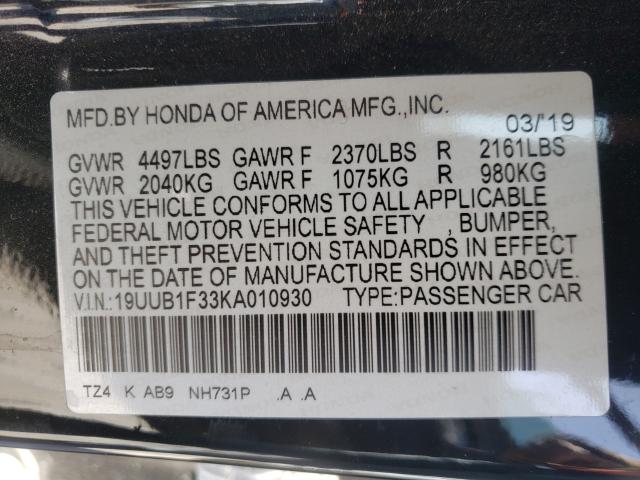 MFD.BY HONDA OF AMERICA MFG.,INC. 03/'19
GVWR 4497LBS GAWR F 2370LBS R 2161LBS
GVWR 2040KG GAWR F 1075KG R 980KG
THIS VEHICLE CONFORMS TO ALL APPLICABLE
FEDERAL MOTOR VEHICLE SAFETY , BUMPER,
AND THEFT PREVENTION STANDARDS IN EFFECT
ON THE DATE OF MANUFACTURE SHOWN ABOVE.
V.I.N.:19UUB1F33KA010930 TYPE:PASSENGER CAR
TZ4 K AB9 NH731P .A .A